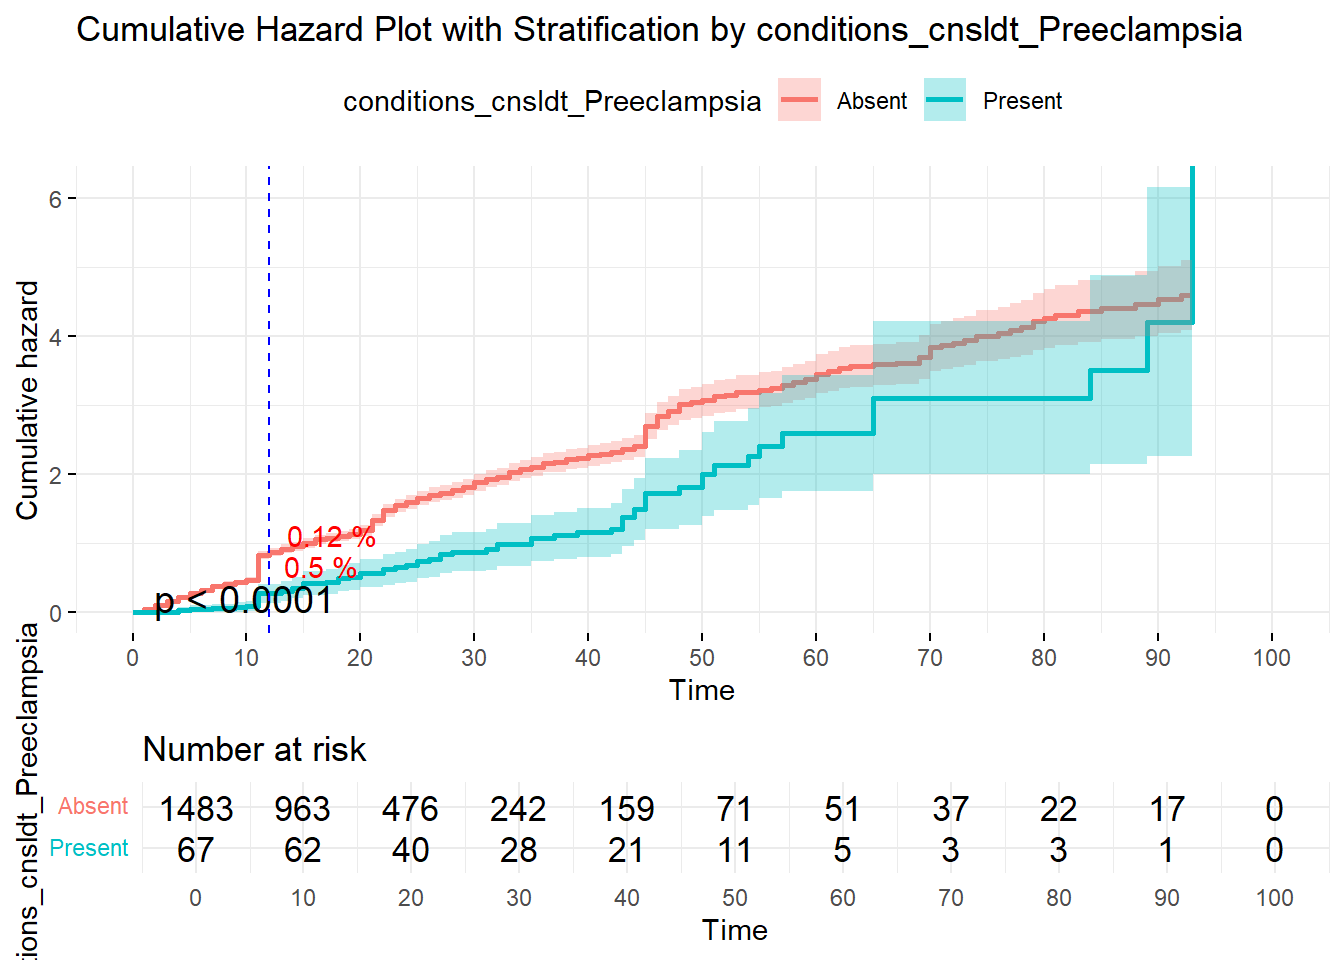 Cumulative Hazard Plot with Stratification by conditions_cnsldt_Preeclampsia
conditions_cnsldt_Preeclampsia Absent Present
Cumulative hazard
6
4
2
0
0.12 %
0.5 %
p < 0.0001
0 10 20 30 40 50 60 70 80 90 100
Time
Number at risk
tions_cnsldt_Preeclampsia
Absent 1483 963 476 242 159 71 51 37 22 17 0
Present 67 62 40 28 21 11 5 3 3 1 0
0 10 20 30 40 50 60 70 80 90 100
Time